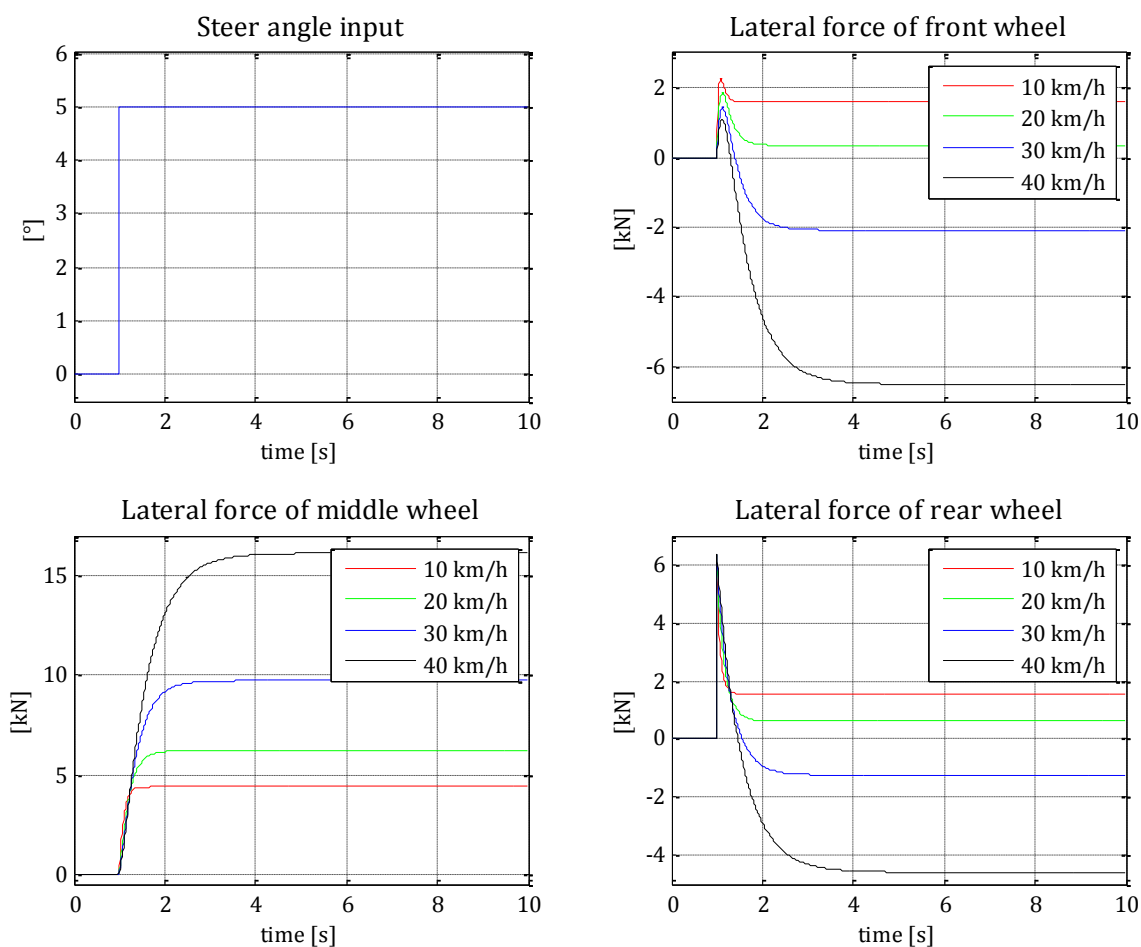 Steer angle input
6
5
4
3
2
1
0
[°]
0 2 4 6 8 10
time [s]
Lateral force of front wheel
2
0
-2
-4
-6
[kN]
10 km/h
20 km/h
30 km/h
40 km/h
0 2 4 6 8 10
time [s]
Lateral force of middle wheel
15
10
5
0
[kN]
10 km/h
20 km/h
30 km/h
40 km/h
0 2 4 6 8 10
time [s]
Lateral force of rear wheel
6
4
2
0
-2
-4
[kN]
10 km/h
20 km/h
30 km/h
40 km/h
0 2 4 6 8 10
time [s]